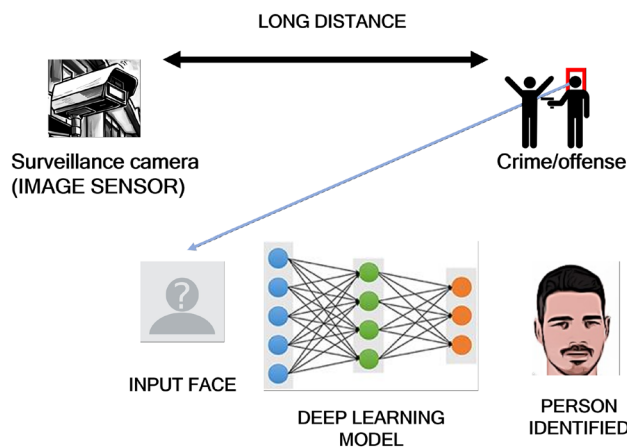 LONG DISTANCE
Surveillance camera
(IMAGE SENSOR)
Crime/offense
?
INPUT FACE
DEEP LEARNING
MODEL
PERSON
IDENTIFIED